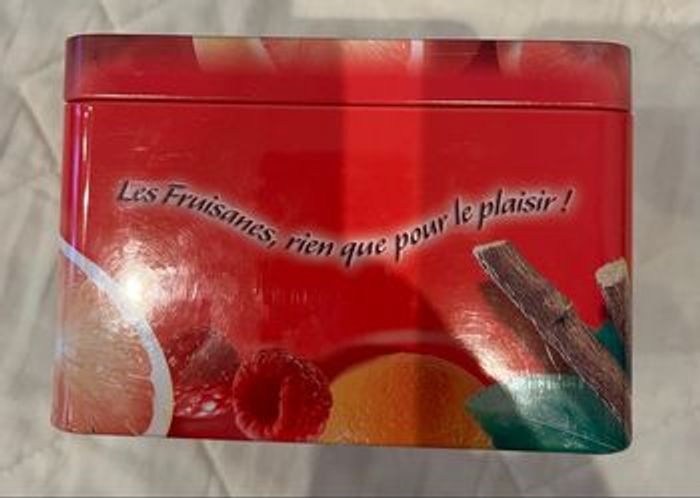 Les Fruisanes, rien que pour le plaisir !